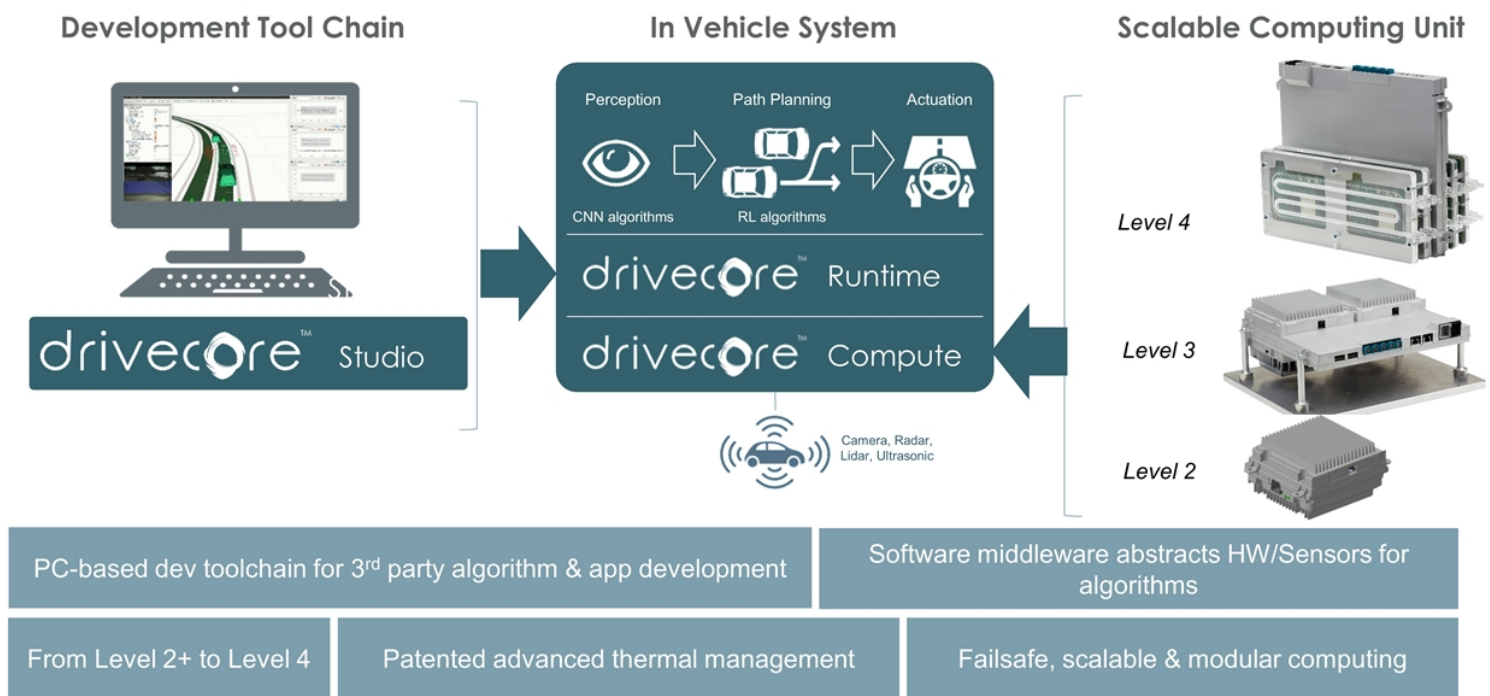 Development Tool Chain
In Vehicle System
Scalable Computing Unit
Perception
Path Planning
Actuation
CNN algorithms
RL algorithms
drivecore™ Runtime
drivecore™ Compute
drivecore™ Studio
Camera, Radar,
Lidar, Ultrasonic
Level 4
Level 3
Level 2
PC-based dev toolchain for 3rd party algorithm & app development
Software middleware abstracts HW/Sensors for
algorithms
From Level 2+ to Level 4
Patented advanced thermal management
Failsafe, scalable & modular computing